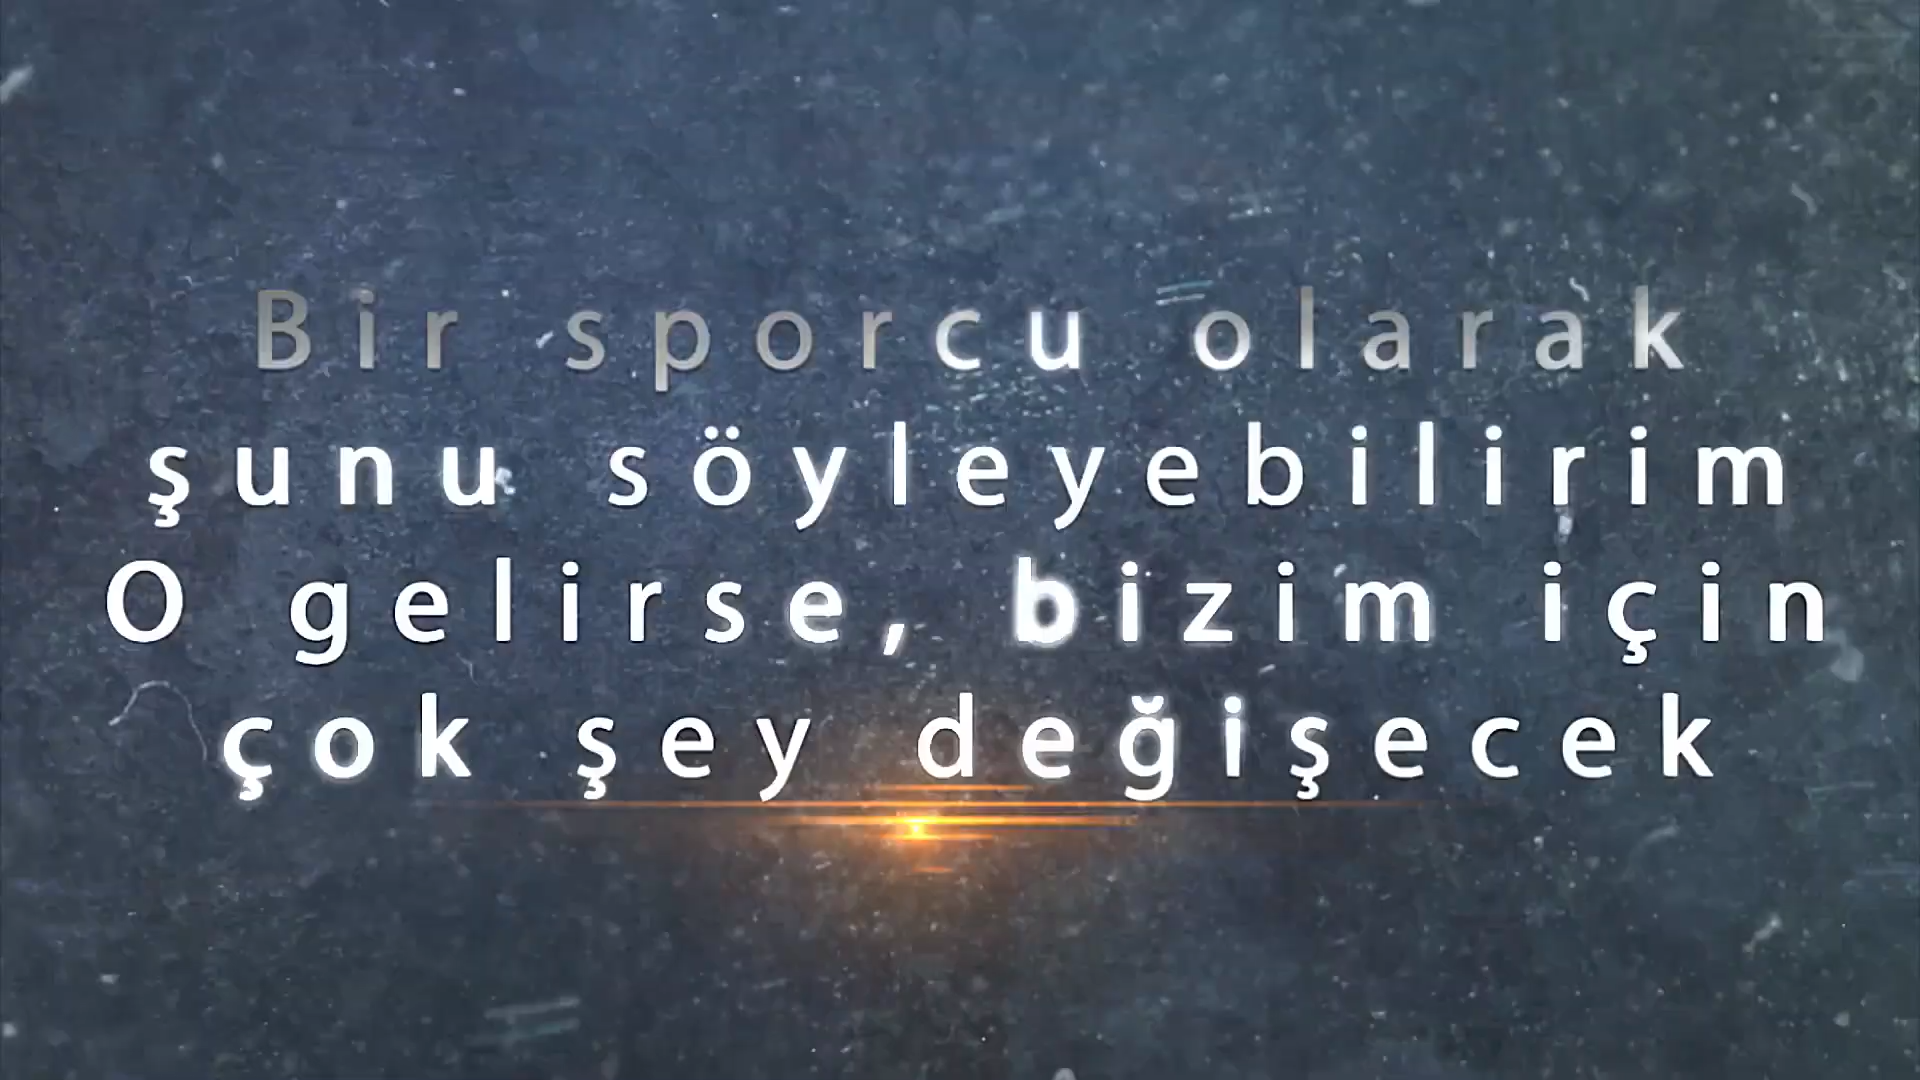 Bir sporcu olarak
şunu söyleyebilirim
O gelirse, bizim için
çok şey değişecek